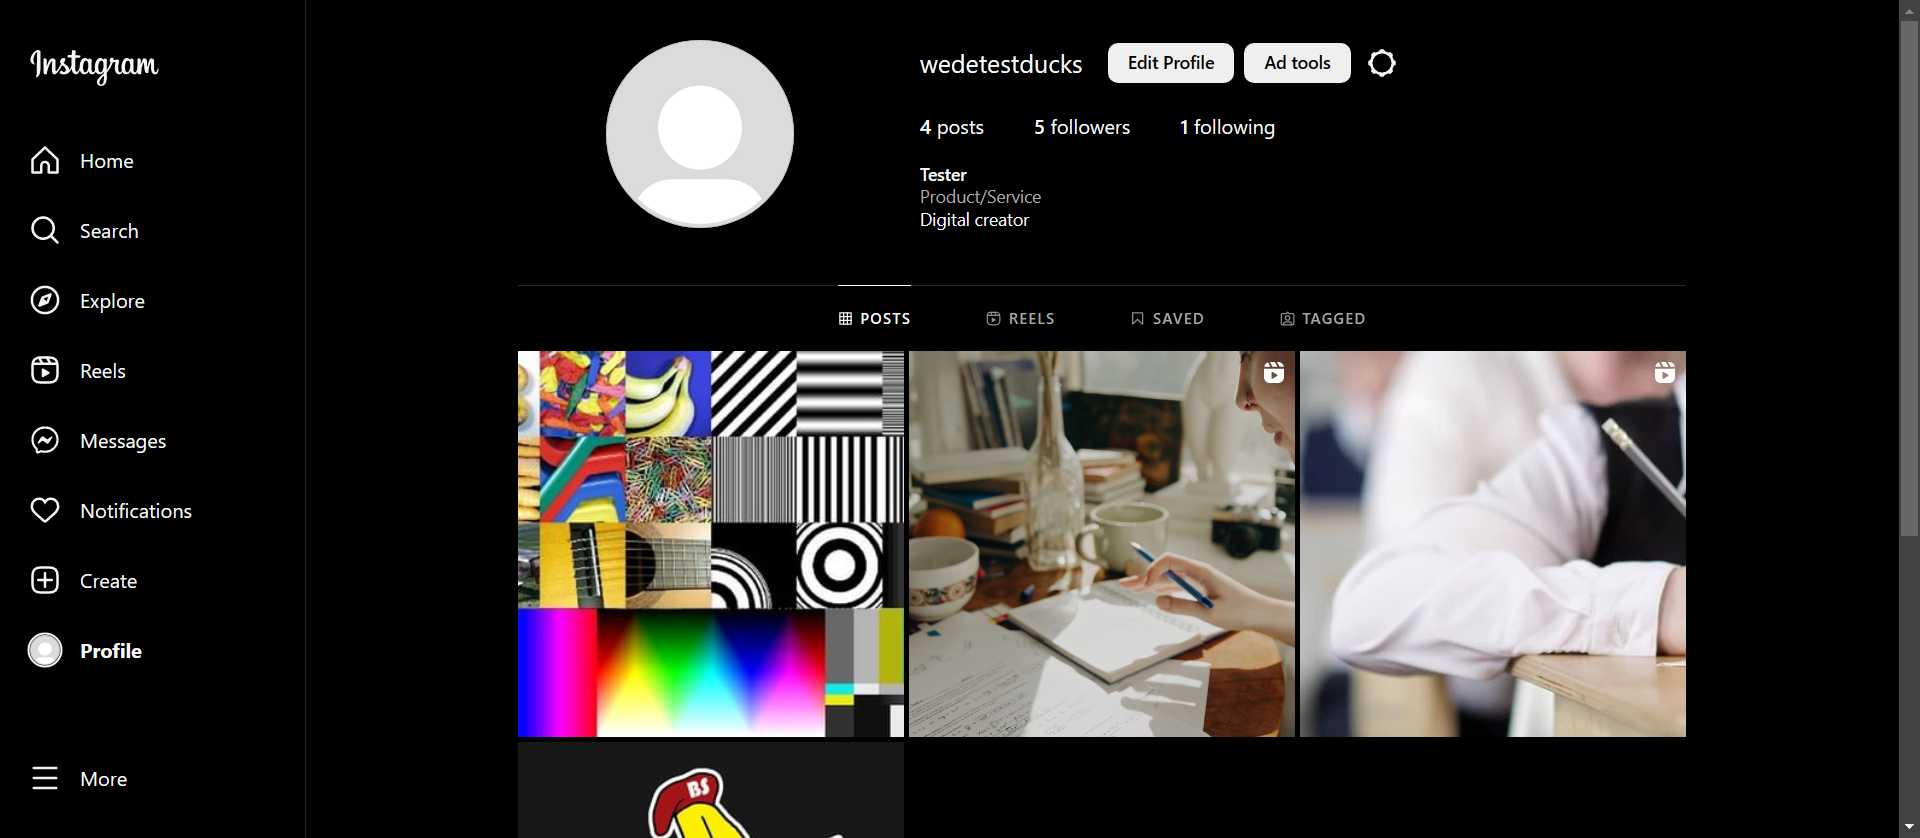 Instagram
Home
Search
Explore
Reels
Messages
Notifications
Create
Profile
More
wedetestducks
Edit Profile
Ad tools
4 posts
5 followers
1 following
Tester
Product/Service
Digital creator
POSTS
REELS
SAVED
TAGGED
BS